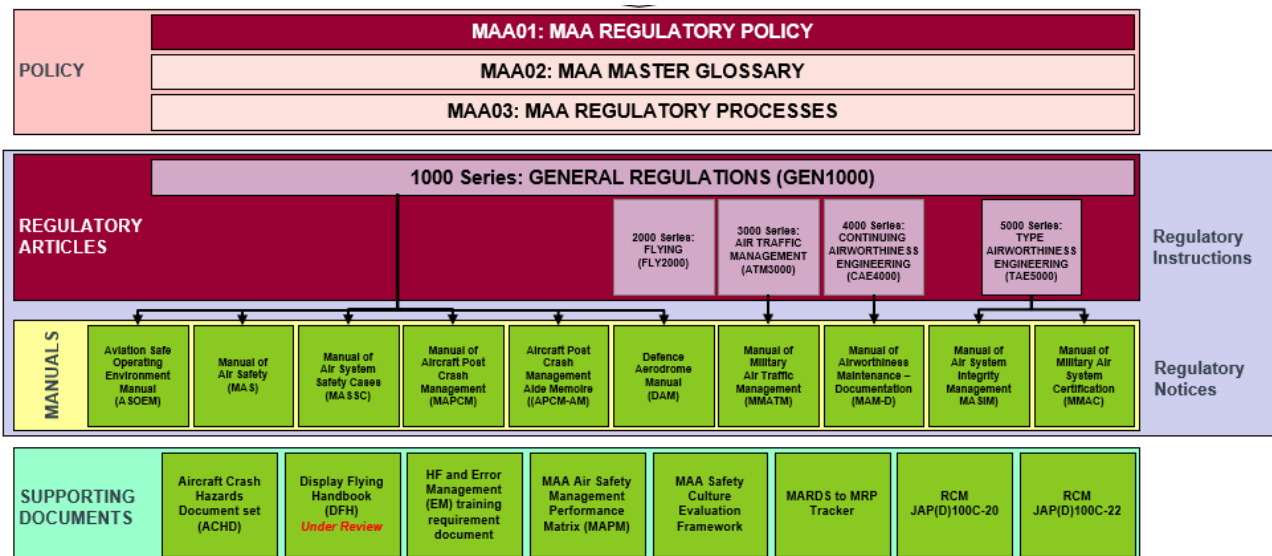 MAA01: MAA REGULATORY POLICY
POLICY
MAA02: MAA MASTER GLOSSARY
MAA03: MAA REGULATORY PROCESSES
1000 Series: GENERAL REGULATIONS (GEN1000)
REGULATORY
ARTICLES
2000 Series:
FLYING
(FLY2000)
3000 Series:
AIR TRAFFIC
MANAGEMENT
(ATM3000)
4000 Series:
CONTINUING
AIRWORTHINESS
ENGINEERING
(CAE4000)
5000 Series:
TYPE
AIRWORTHINESS
ENGINEERING
(TAE5000)
Regulatory
Instructions
MANUALS
Aviation Safe
Operating
Environment
Manual
(ASOEM)
Manual of
Air Safety
(MAS)
Manual of
Air System
Safety Cases
(MASSC)
Manual of
Aircraft Post
Crash
Management
(MAPCM)
Aircraft Post
Crash
Management
Aide Memoire
((APCM-AM)
Defence
Aerodrome
Manual
(DAM)
Manual of
Military
Air Traffic
Management
(MMATM)
Manual of
Airworthiness
Maintenance –
Documentation
(MAM-D)
Manual of
Air System
Integrity
Management
MASIM)
Manual of
Military Air
System
Certification
(MMAC)
Regulatory
Notices
SUPPORTING
DOCUMENTS
Aircraft Crash
Hazards
Document set
(ACHD)
Display Flying
Handbook
(DFH)
Under Review
HF and Error
Management
(EM) training
requirement
document
MAA Air Safety
Management
Performance
Matrix (MAPM)
MAA Safety
Culture
Evaluation
Framework
MARDS to MRP
Tracker
RCM
JAP(D)100C-20
RCM
JAP(D)100C-22